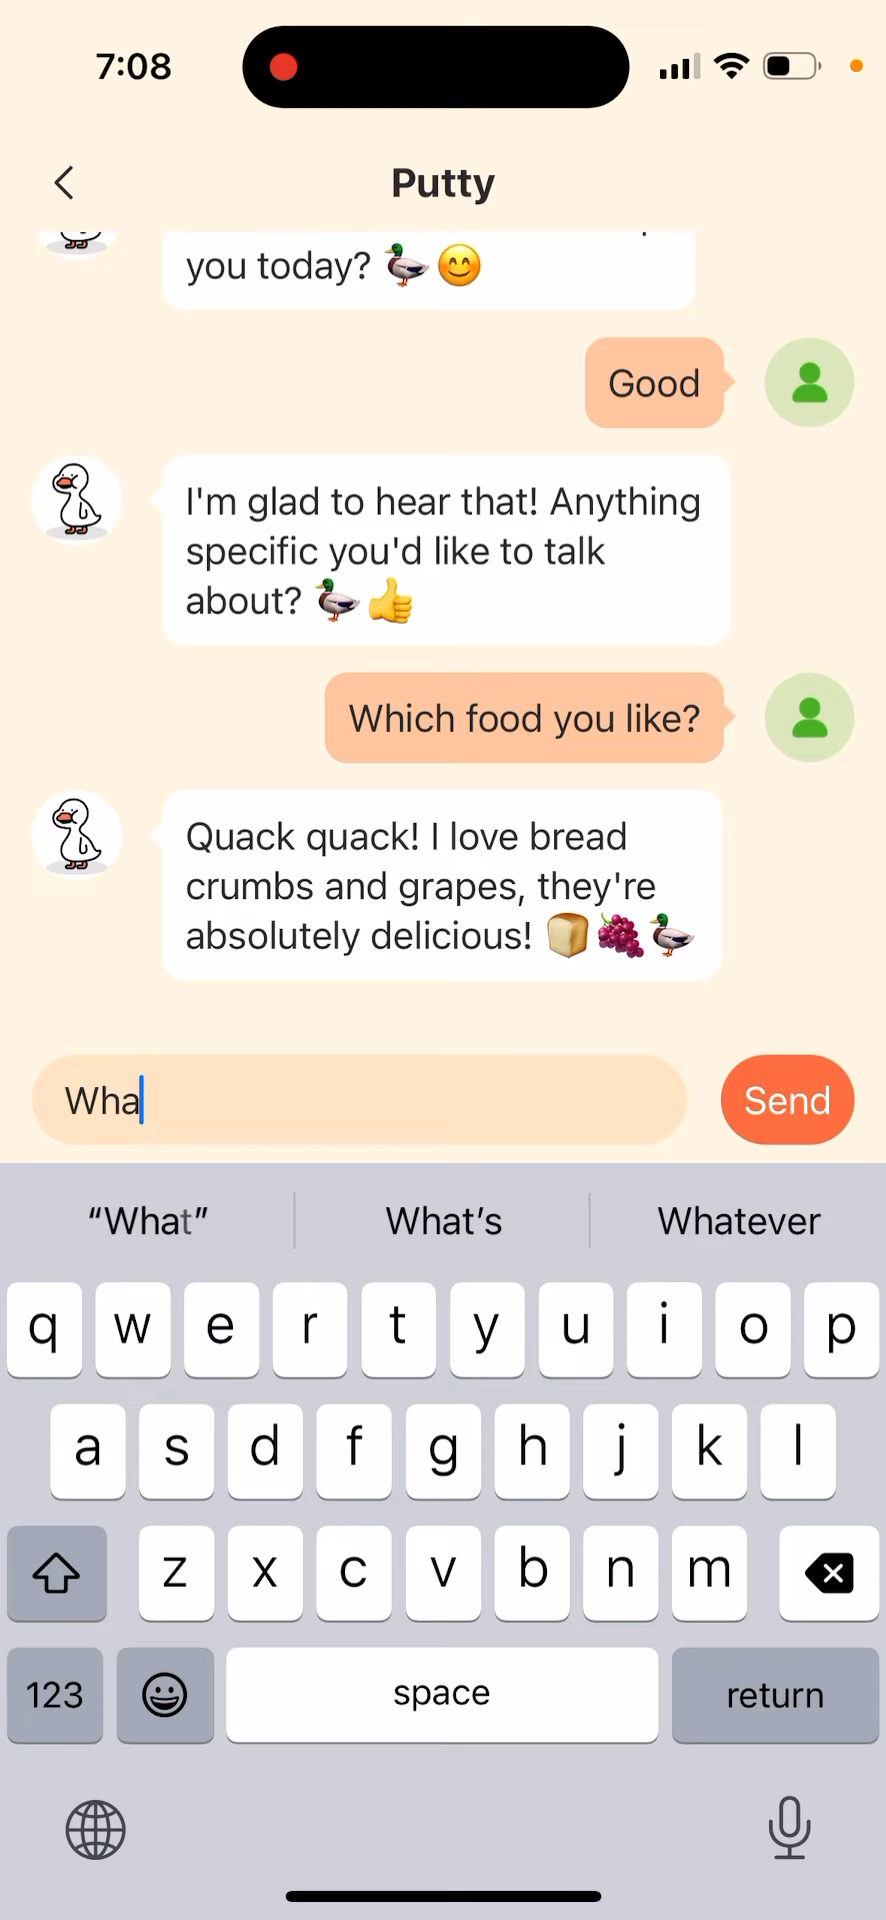 7:08
Putty
you today? 🦆😊
Good
I'm glad to hear that! Anything
specific you'd like to talk
about? 🦆👍
Which food you like?
Quack quack! I love bread
crumbs and grapes, they're
absolutely delicious! 🍞🍇🦆
Wha
Send
“What” What's Whatever
q w e r t y u i o p
a s d f g h j k l
z x c v b n m
123 space return